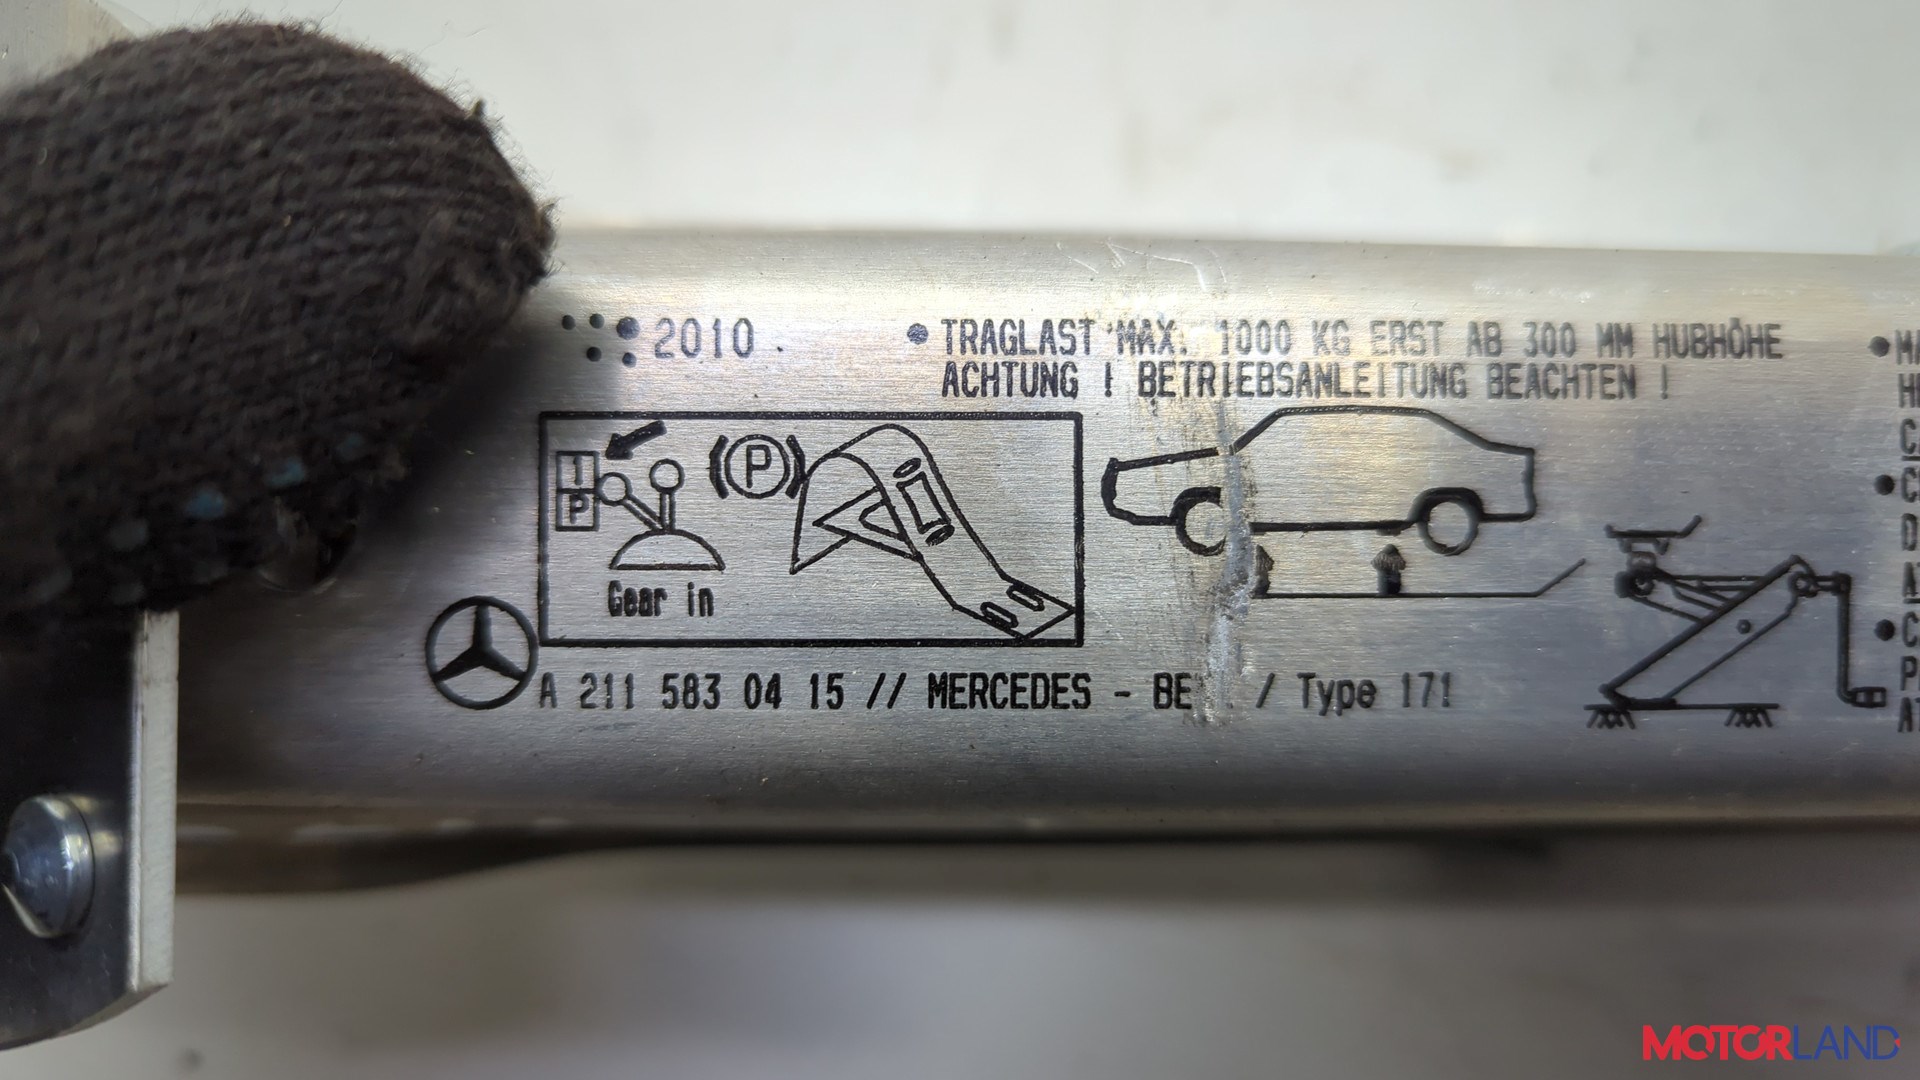 2010
• TRAGLAST MAX. 1000 KG ERST AB 300 MM HUBHÖHE
ACHTUNG ! BETRIEBSANLEITUNG BEACHTEN !
1
P
(P)
Gear in
A 211 583 04 15 // MERCEDES - BE / Type 171
MOTORLAND